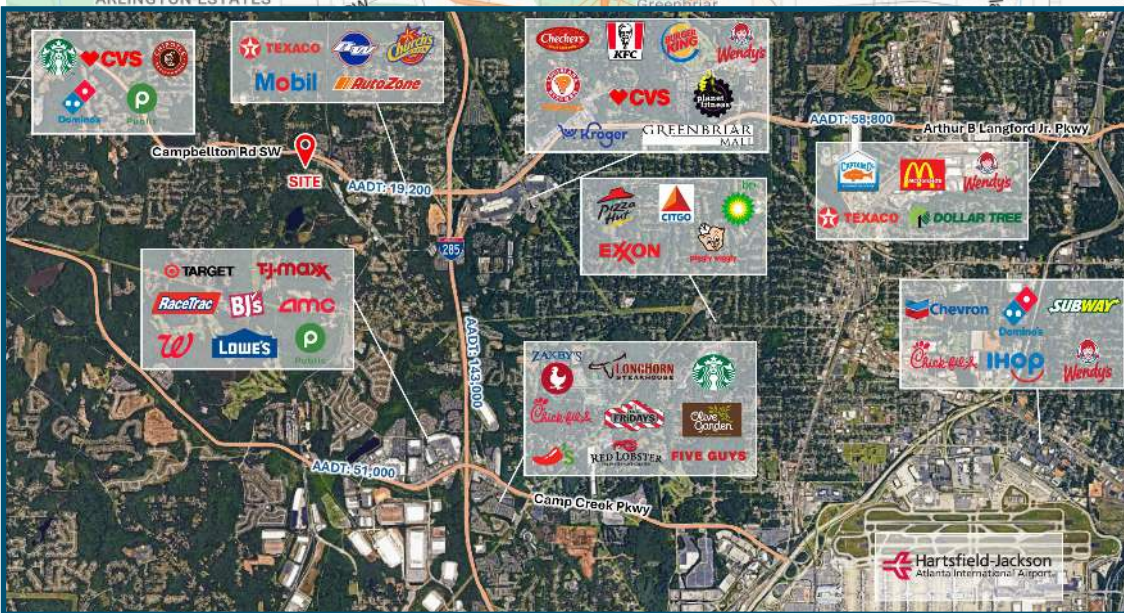 ARLINGTON ESTATES
Greenbriar
CVS
CHIPOTLE
Domino's
Publix
TEXACO
Church's
Mobil
AutoZone
Checkers
KFC
BURGER KING
Wendy's
POPEYES
CVS
planet fitness
Kroger
GREENBRIAR MALL
AADT: 58,800
Arthur B Langford Jr. Pkwy
CAPTAIN D's
McDonald's
Wendy's
TEXACO
DOLLAR TREE
Campbellton Rd SW
SITE
AADT: 19,200
Pizza Hut
CITGO
bp
EXXON
285
TARGET
T.J.maxx
RaceTrac
BJ's
amc
W
LOWE'S
Publix
AADT: 143,000
Chevron
Domino's
SUBWAY
Chick-fil-A
IHOP
Wendy's
ZAXBY'S
LONGHORN
STEAKHOUSE
Chick-fil-A
FRIDAYS
Olive Garden
RED LOBSTER
FIVE GUYS
AADT: 51,000
Camp Creek Pkwy
Hartsfield-Jackson
Atlanta International Airport